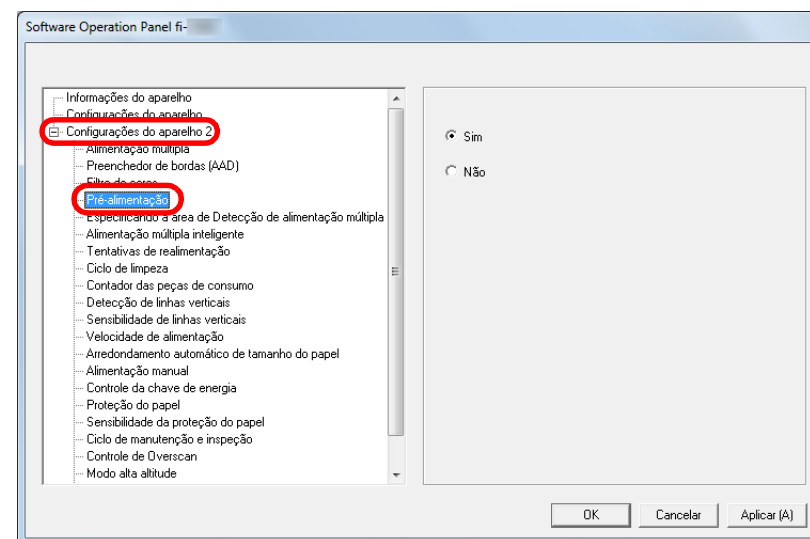 Software Operation Panel fi-
Informações do aparelho
Configurações do aparelho
Configurações do aparelho 2
Alimentação múltipla
Preenchedor de bordas (AAD)
Filtro de cores
Pré-alimentação
Especificando a área de Detecção de alimentação múltipla
Alimentação múltipla inteligente
Tentativas de realimentação
Ciclo de limpeza
Contador das peças de consumo
Detecção de linhas verticais
Sensibilidade de linhas verticais
Velocidade de alimentação
Arredondamento automático de tamanho do papel
Alimentação manual
Controle da chave de energia
Proteção do papel
Sensibilidade da proteção do papel
Ciclo de manutenção e inspeção
Controle de Overscan
Modo alta altitude
Sim
Não
OK Cancelar Aplicar (A)